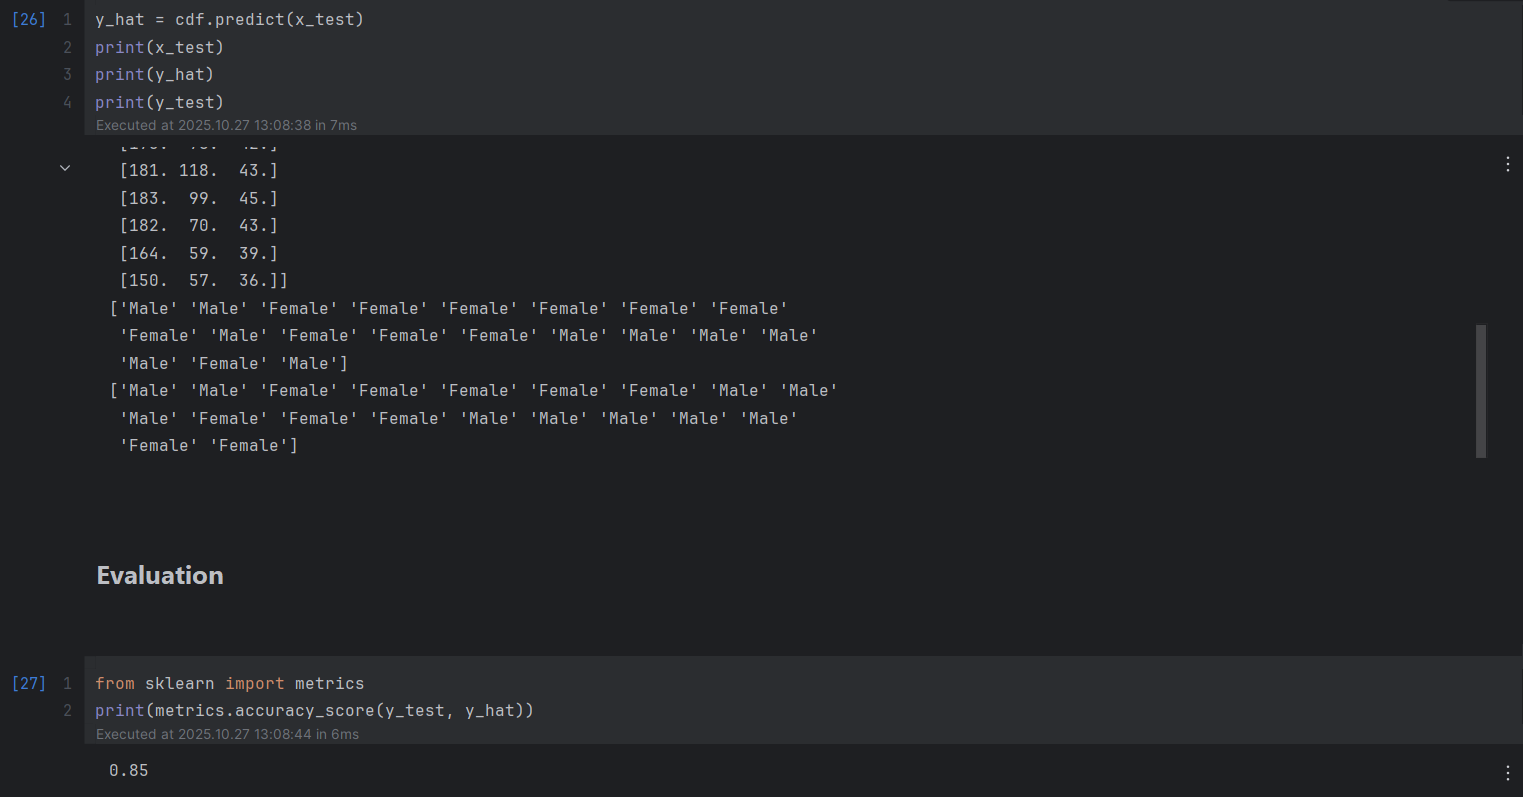 [26] 1 y_hat = cdf.predict(x_test)
2 print(x_test)
3 print(y_hat)
4 print(y_test)
Executed at 2025.10.27 13:08:38 in 7ms
[181. 118.  43.]
[183.  99.  45.]
[182.  70.  43.]
[164.  59.  39.]
[150.  57.  36.]]
['Male' 'Male' 'Female' 'Female' 'Female' 'Female' 'Female' 'Female'
'Female' 'Male' 'Female' 'Female' 'Female' 'Male' 'Male' 'Male' 'Male'
'Male' 'Female' 'Male']
['Male' 'Male' 'Female' 'Female' 'Female' 'Female' 'Female' 'Male' 'Male'
'Male' 'Female' 'Female' 'Female' 'Male' 'Male' 'Male' 'Male' 'Male'
'Female' 'Female']
Evaluation
[27] 1 from sklearn import metrics
2 print(metrics.accuracy_score(y_test, y_hat))
Executed at 2025.10.27 13:08:44 in 6ms
0.85